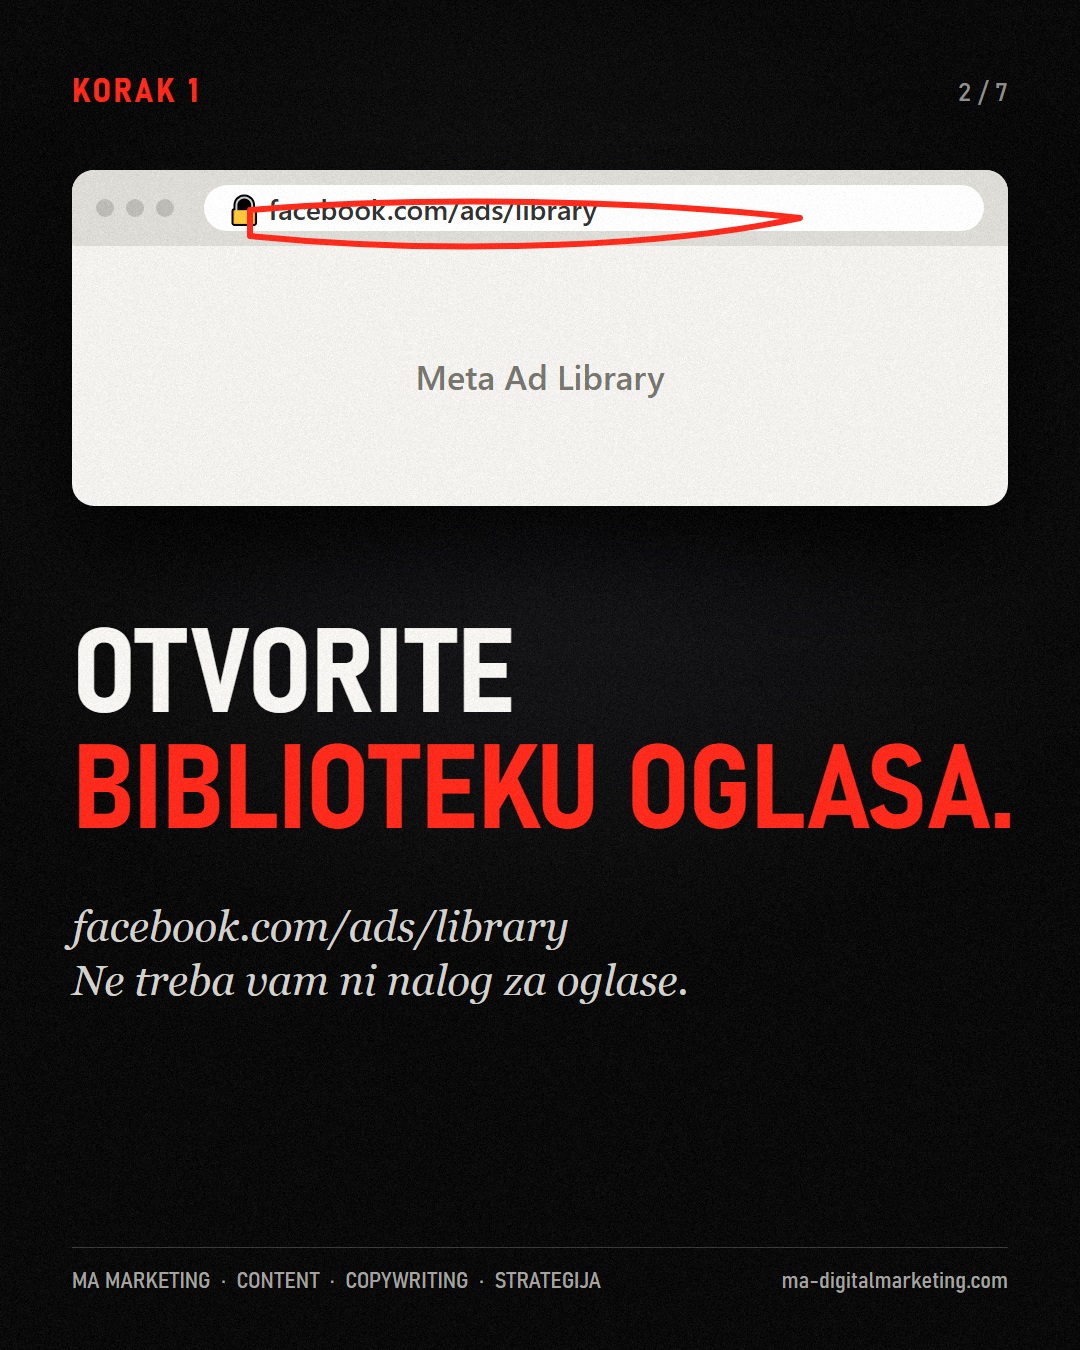 KORAK 1
2 / 7
facebook.com/ads/library
Meta Ad Library
OTVORITE
BIBLIOTEKU OGLASA.
facebook.com/ads/library
Ne treba vam ni nalog za oglase.
MA MARKETING · CONTENT · COPYWRITING · STRATEGIJA
ma-digitalmarketing.com